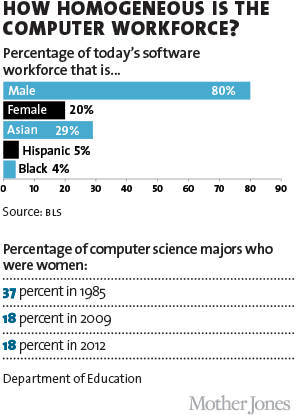 HOW HOMOGENEOUS IS THE
COMPUTER WORKFORCE?
Percentage of today's software
workforce that is...
Male 80%
Female 20%
Asian 29%
Hispanic 5%
Black 4%
0 10 20 30 40 50 60 70 80 90
Source: BLS
Percentage of computer science majors who
were women:
37 percent in 1985
18 percent in 2009
18 percent in 2012
Department of Education
Mother Jones